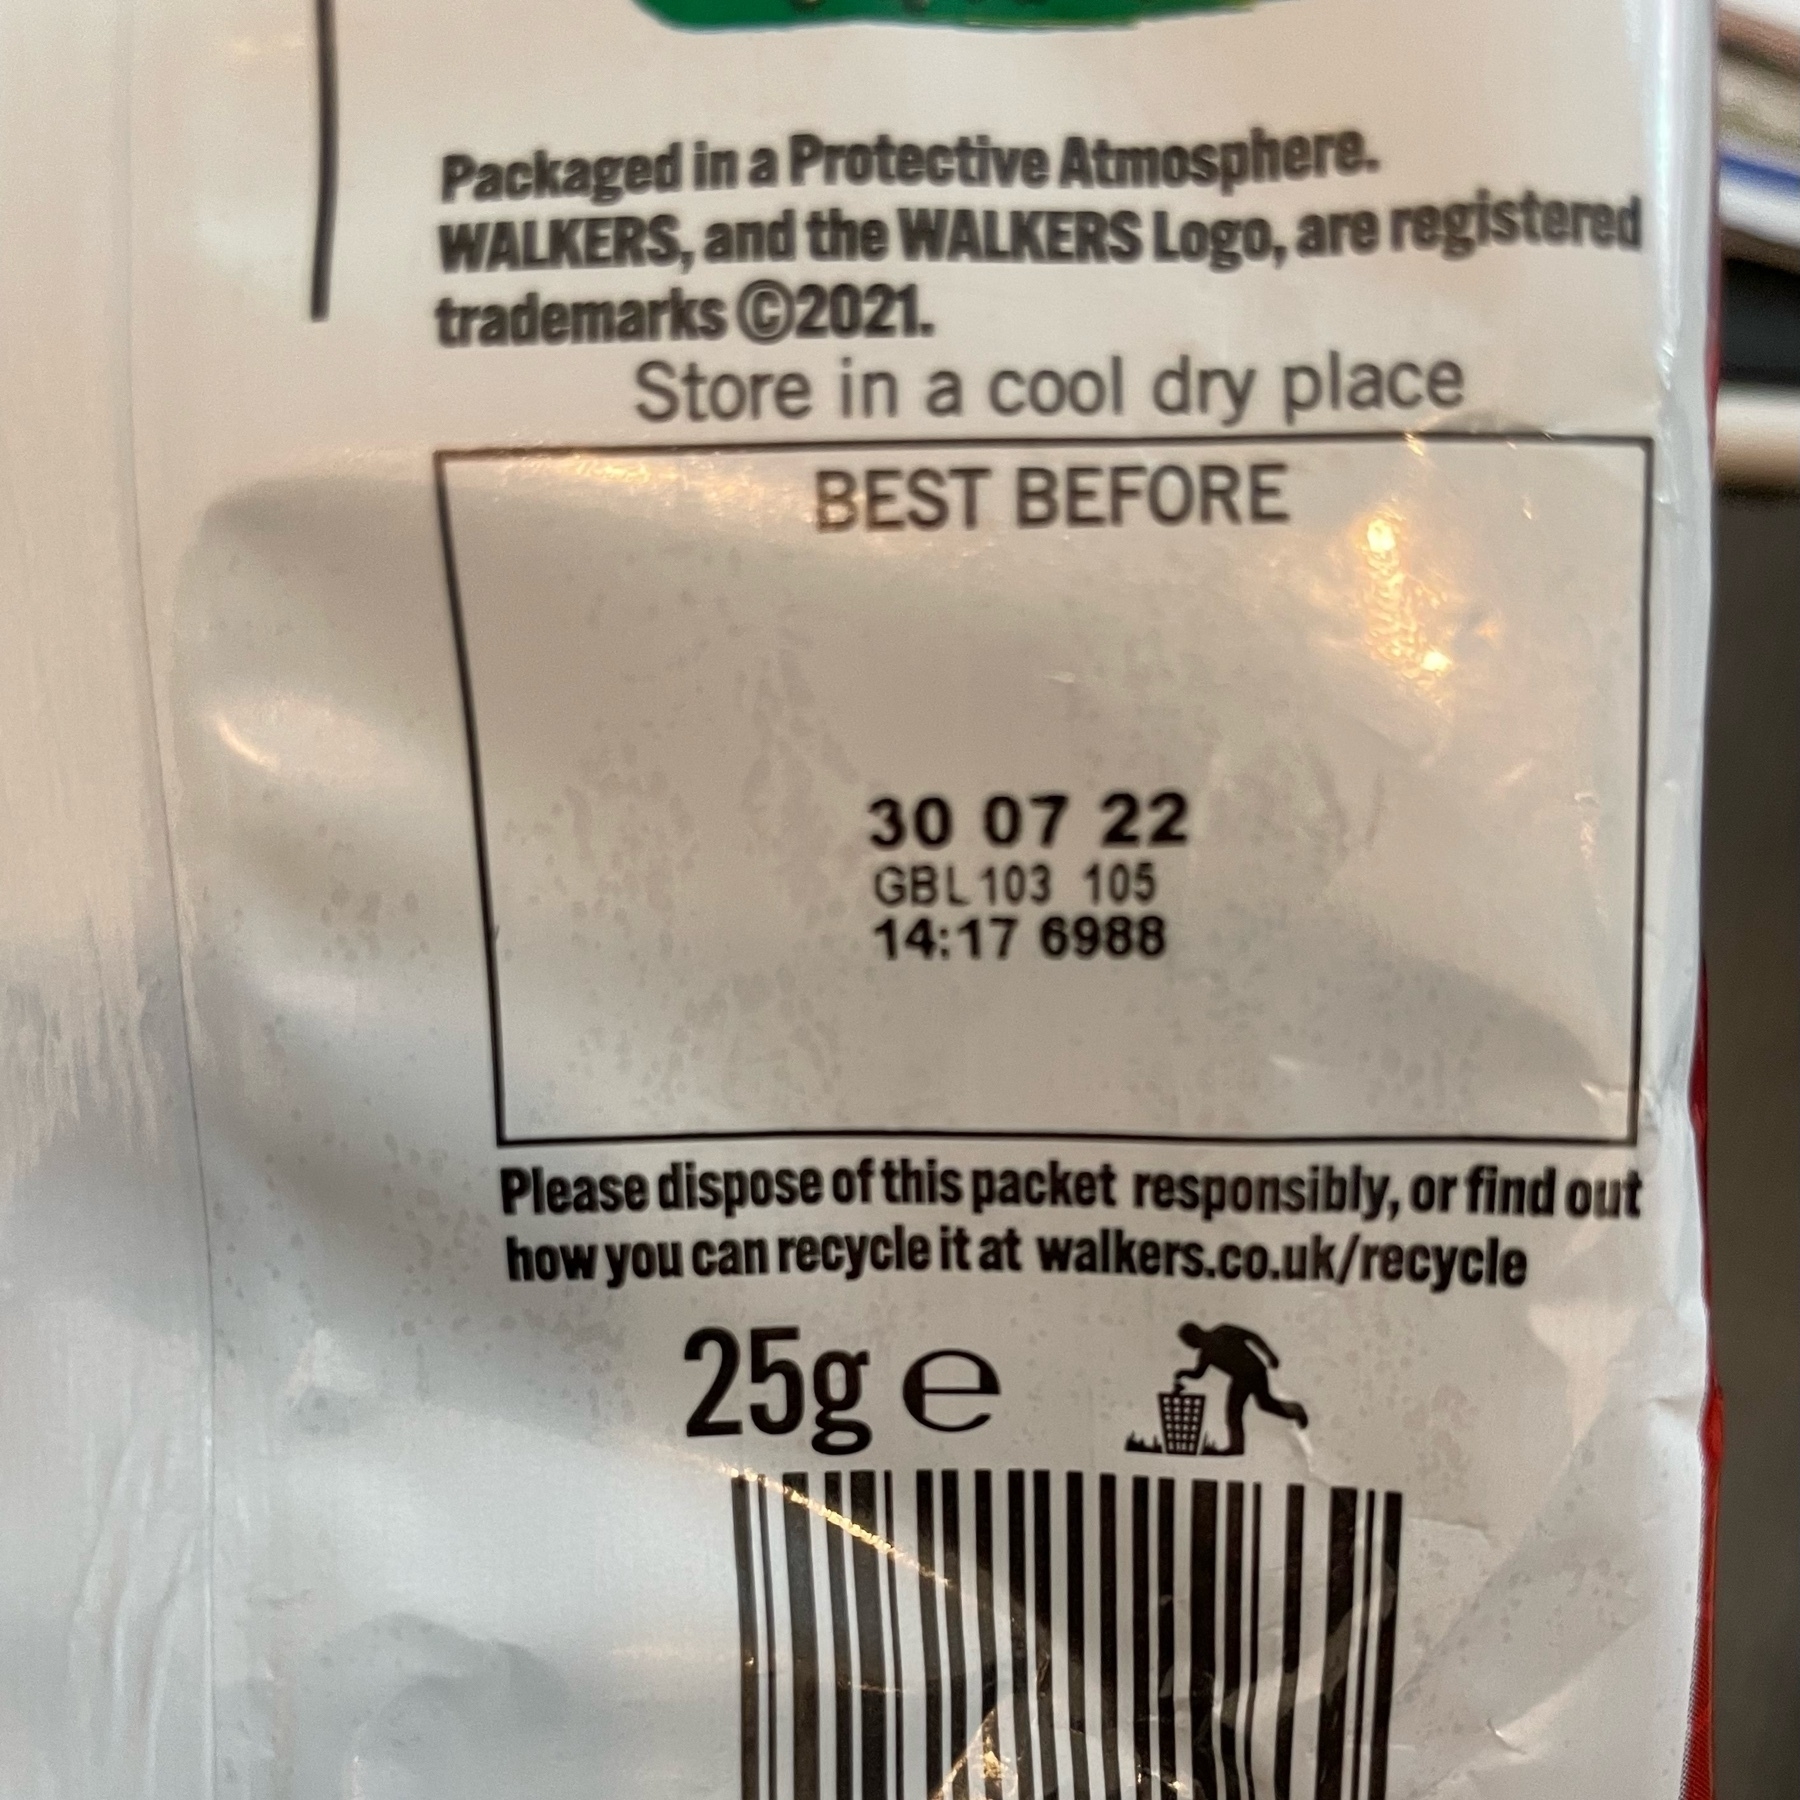 Packaged in a Protective Atmosphere.
WALKERS, and the WALKERS Logo, are registered
trademarks ©2021.
Store in a cool dry place
BEST BEFORE
30 07 22
GBL103 105
14:17 6988
Please dispose of this packet responsibly, or find out
how you can recycle it at walkers.co.uk/recycle
25g e